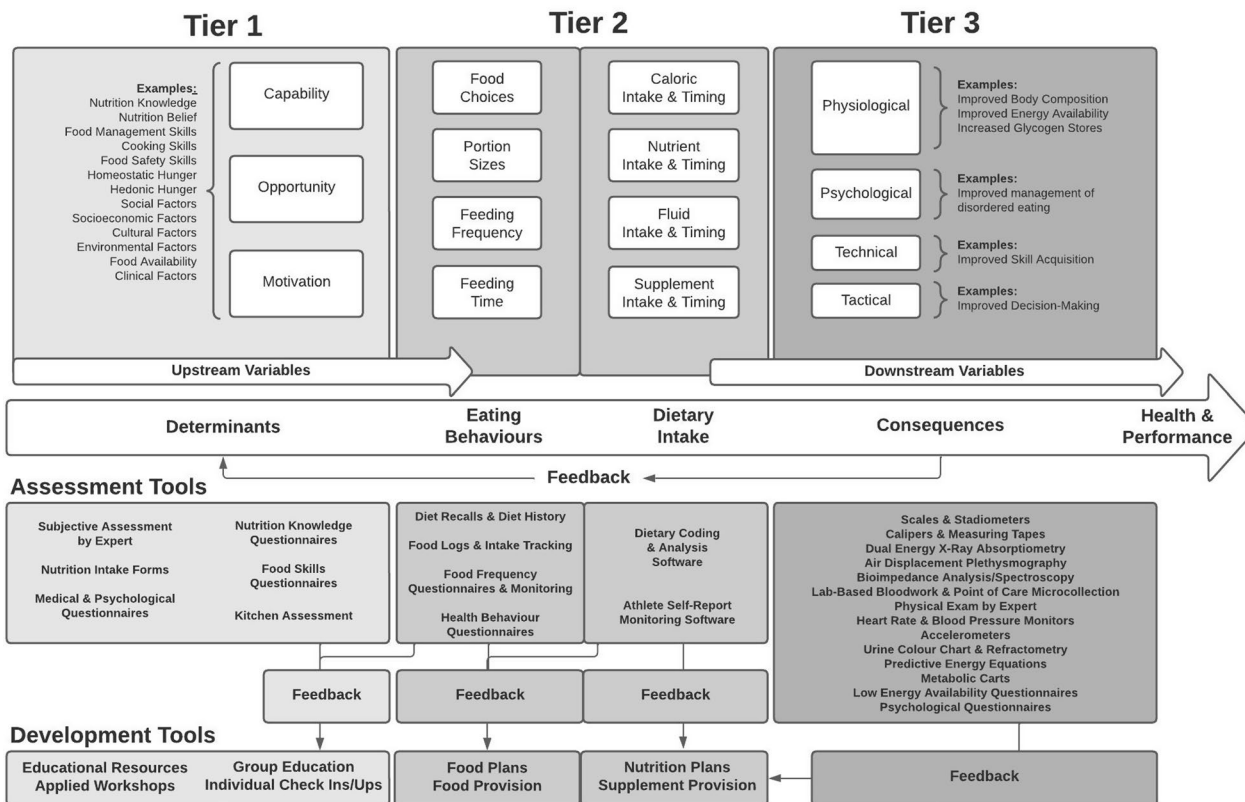 Tier 1
Tier 2
Tier 3
Examples:
Nutrition Knowledge
Nutrition Belief
Food Management Skills
Cooking Skills
Food Safety Skills
Homeostatic Hunger
Hedonic Hunger
Social Factors
Socioeconomic Factors
Cultural Factors
Environmental Factors
Food Availability
Clinical Factors
Capability
Opportunity
Motivation
Food
Choices
Portion
Sizes
Feeding
Frequency
Feeding
Time
Caloric
Intake & Timing
Nutrient
Intake & Timing
Fluid
Intake & Timing
Supplement
Intake & Timing
Physiological
Examples:
Improved Body Composition
Improved Energy Availability
Increased Glycogen Stores
Psychological
Examples:
Improved management of
disordered eating
Technical
Examples:
Improved Skill Acquisition
Tactical
Examples:
Improved Decision-Making
Upstream Variables
Downstream Variables
Determinants
Eating
Behaviours
Dietary
Intake
Consequences
Health &
Performance
Feedback
Assessment Tools
Subjective Assessment
by Expert
Nutrition Intake Forms
Medical & Psychological
Questionnaires
Nutrition Knowledge
Questionnaires
Food Skills
Questionnaires
Kitchen Assessment
Diet Recalls & Diet History
Food Logs & Intake Tracking
Food Frequency
Questionnaires & Monitoring
Health Behaviour
Questionnaires
Dietary Coding
& Analysis
Software
Athlete Self-Report
Monitoring Software
Scales & Stadiometers
Calipers & Measuring Tapes
Dual Energy X-Ray Absorptiometry
Air Displacement Plethysmography
Bioimpedance Analysis/Spectroscopy
Lab-Based Bloodwork & Point of Care Microcollection
Physical Exam by Expert
Heart Rate & Blood Pressure Monitors
Accelerometers
Urine Colour Chart & Refractometry
Predictive Energy Equations
Metabolic Carts
Low Energy Availability Questionnaires
Psychological Questionnaires
Feedback
Feedback
Feedback
Development Tools
Educational Resources
Applied Workshops
Group Education
Individual Check Ins/Ups
Food Plans
Food Provision
Nutrition Plans
Supplement Provision
Feedback